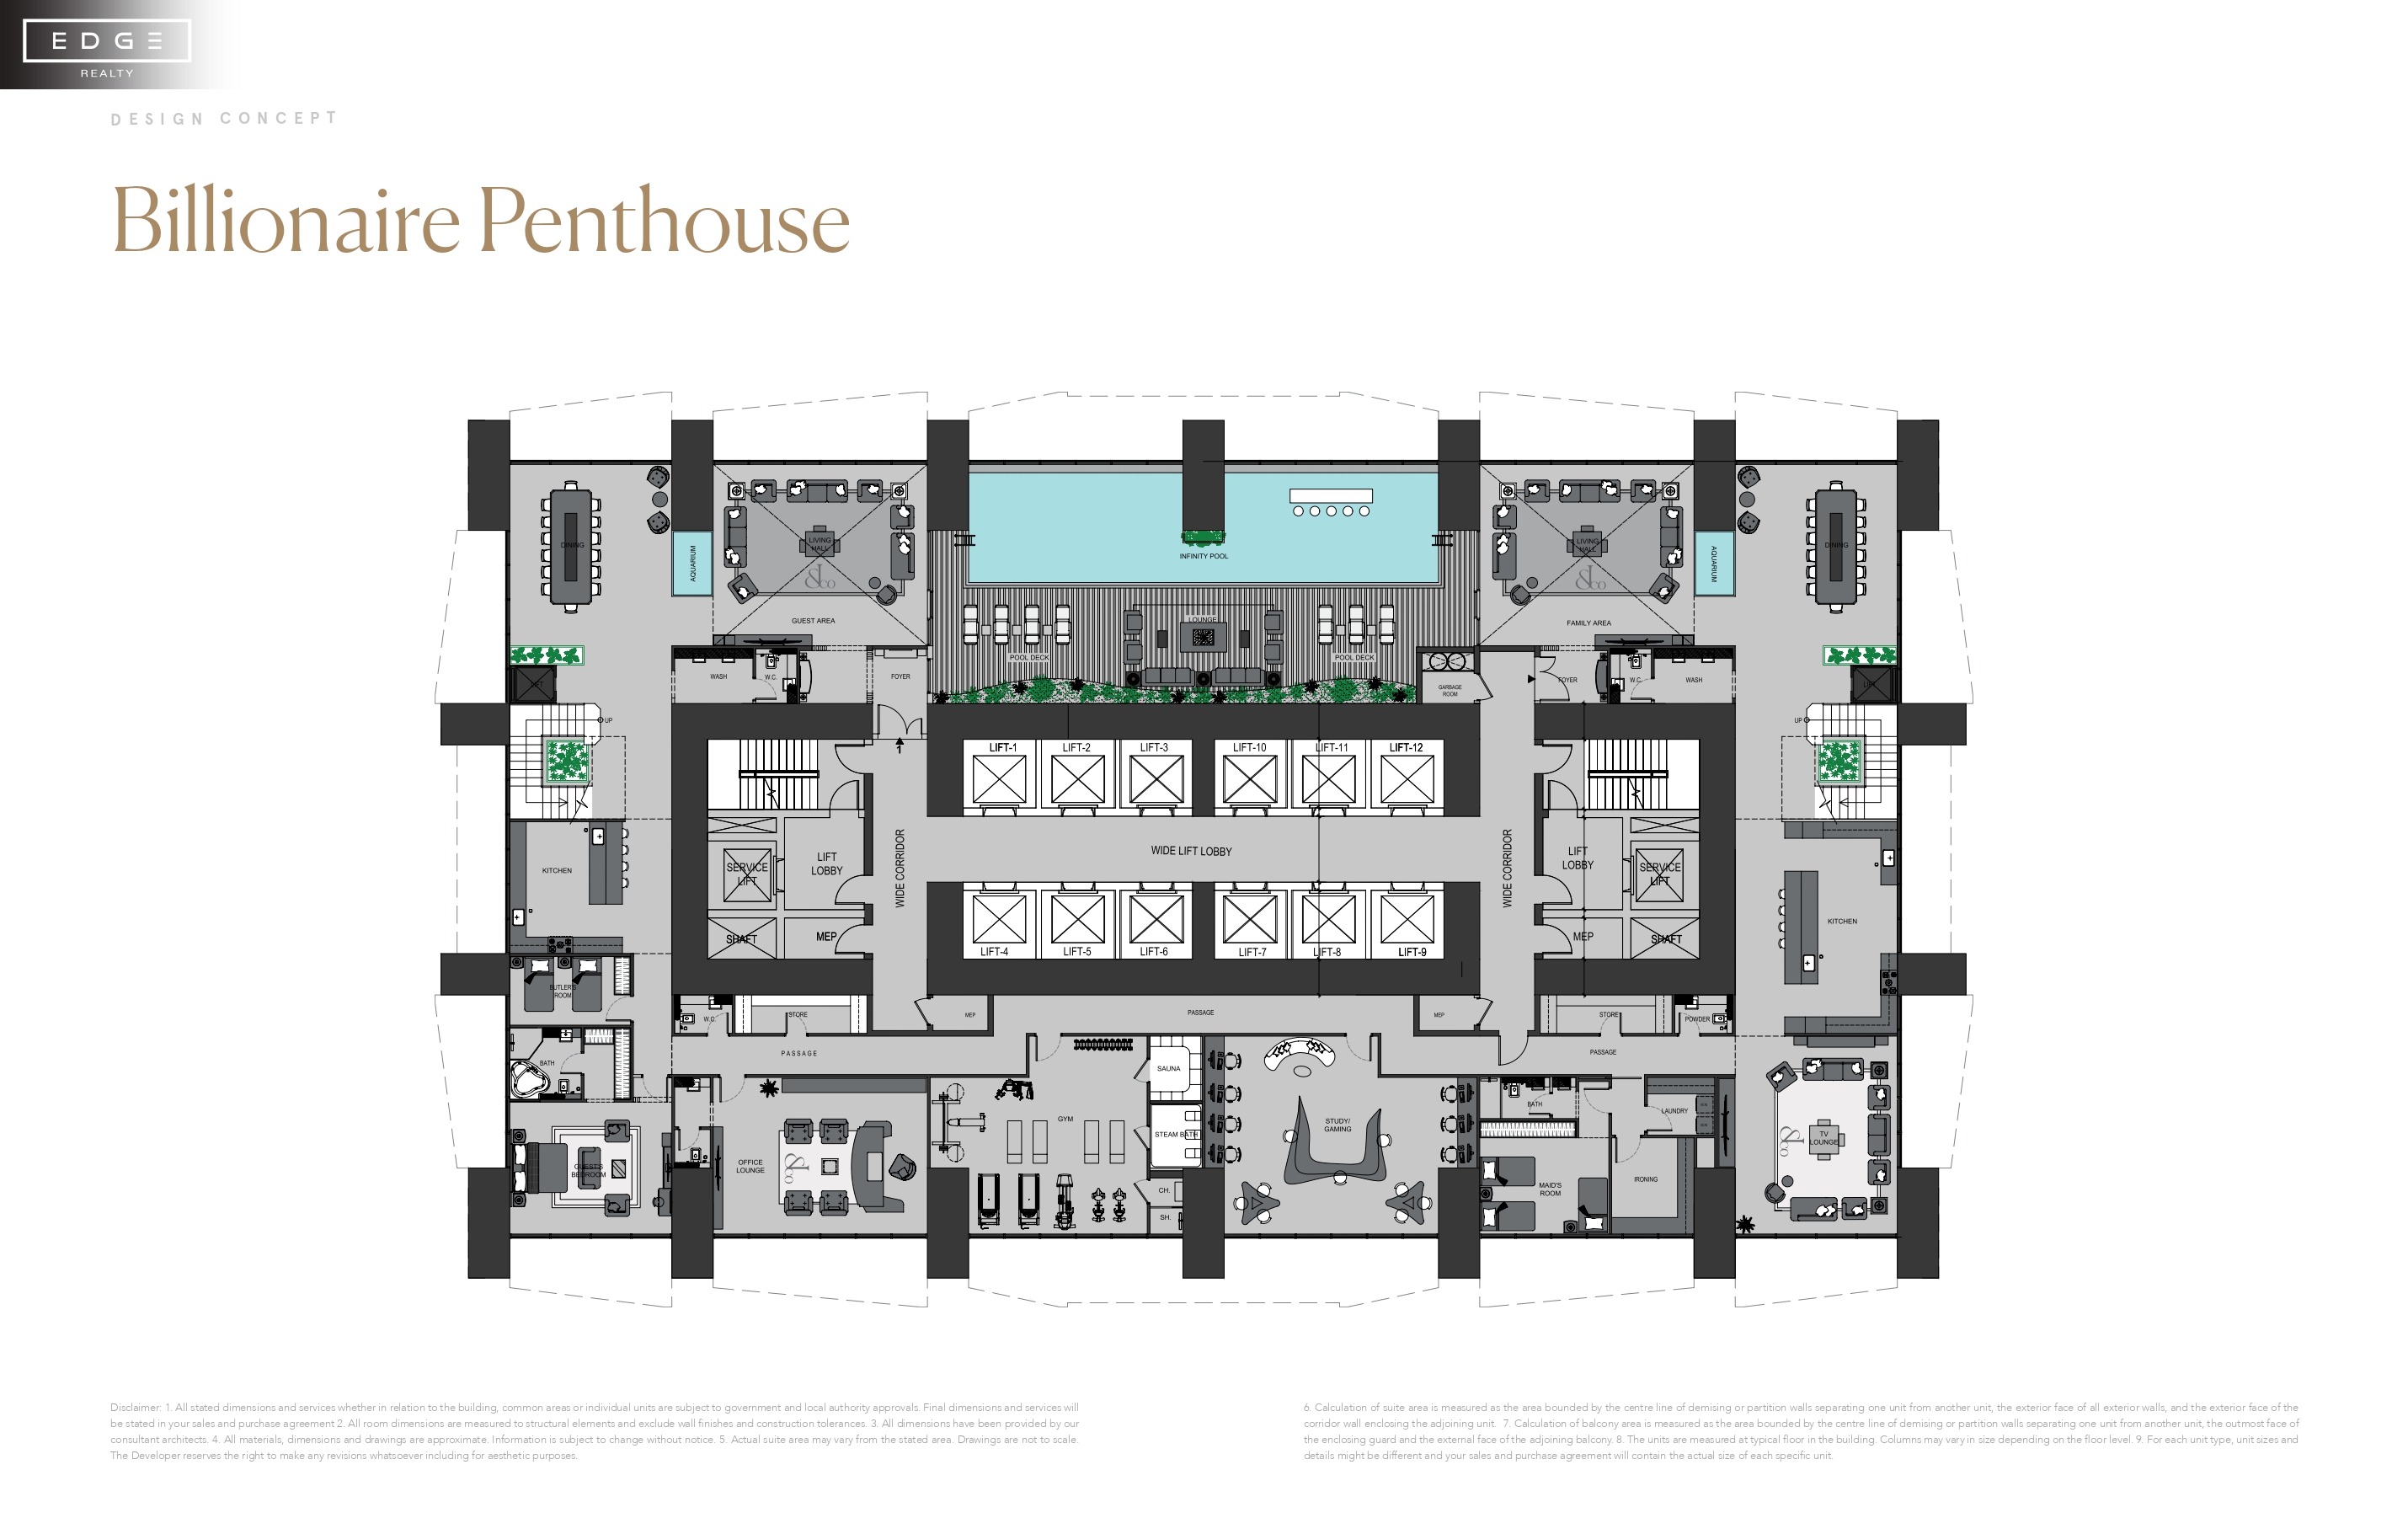 EDGE
REALTY
DESIGN CONCEPT
Billionaire Penthouse
DINING
AQUARIUM
LIVING
HALL
&co
GUEST AREA
INFINITY POOL
LIVING
HALL
&co
FAMILY AREA
AQUARIUM
DINING
LOUNGE
POOL DECK
POOL DECK
LIFT
WASH
W.C.
FOYER
GARBAGE
ROOM
FOYER
W.C.
WASH
LIFT
UP
1
UP
LIFT-1
LIFT-2
LIFT-3
LIFT-10
LIFT-11
LIFT-12
KITCHEN
SERVICE
LIFT
LIFT
LOBBY
WIDE CORRIDOR
WIDE LIFT LOBBY
WIDE CORRIDOR
LIFT
LOBBY
SERVICE
LIFT
KITCHEN
SHAFT
MEP
LIFT-4
LIFT-5
LIFT-6
LIFT-7
LIFT-8
LIFT-9
MEP
SHAFT
BUTLER'S
ROOM
W.C.
STORE
MEP
PASSAGE
MEP
STORE
POWDER
BATH
PASSAGE
SAUNA
PASSAGE
GYM
STEAM BATH
STUDY/
GAMING
BATH
LAUNDRY
TV
LOUNGE
&co
GUEST'S
BEDROOM
OFFICE
LOUNGE
&co
CH.
SH.
MAID'S
ROOM
IRONING
Disclaimer: 1. All stated dimensions and services whether in relation to the building, common areas or individual units are subject to government and local authority approvals. Final dimensions and services will
be stated in your sales and purchase agreement 2. All room dimensions are measured to structural elements and exclude wall finishes and construction tolerances. 3. All dimensions have been provided by our
consultant architects. 4. All materials, dimensions and drawings are approximate. Information is subject to change without notice. 5. Actual suite area may vary from the stated area. Drawings are not to scale.
The Developer reserves the right to make any revisions whatsoever including for aesthetic purposes.
6. Calculation of suite area is measured as the area bounded by the centre line of demising or partition walls separating one unit from another unit, the exterior face of all exterior walls, and the exterior face of the
corridor wall enclosing the adjoining unit. 7. Calculation of balcony area is measured as the area bounded by the centre line of demising or partition walls separating one unit from another unit, the outmost face of
the enclosing guard and the external face of the adjoining balcony. 8. The units are measured at typical floor in the building. Columns may vary in size depending on the floor level. 9. For each unit type, unit sizes and
details might be different and your sales and purchase agreement will contain the actual size of each specific unit.